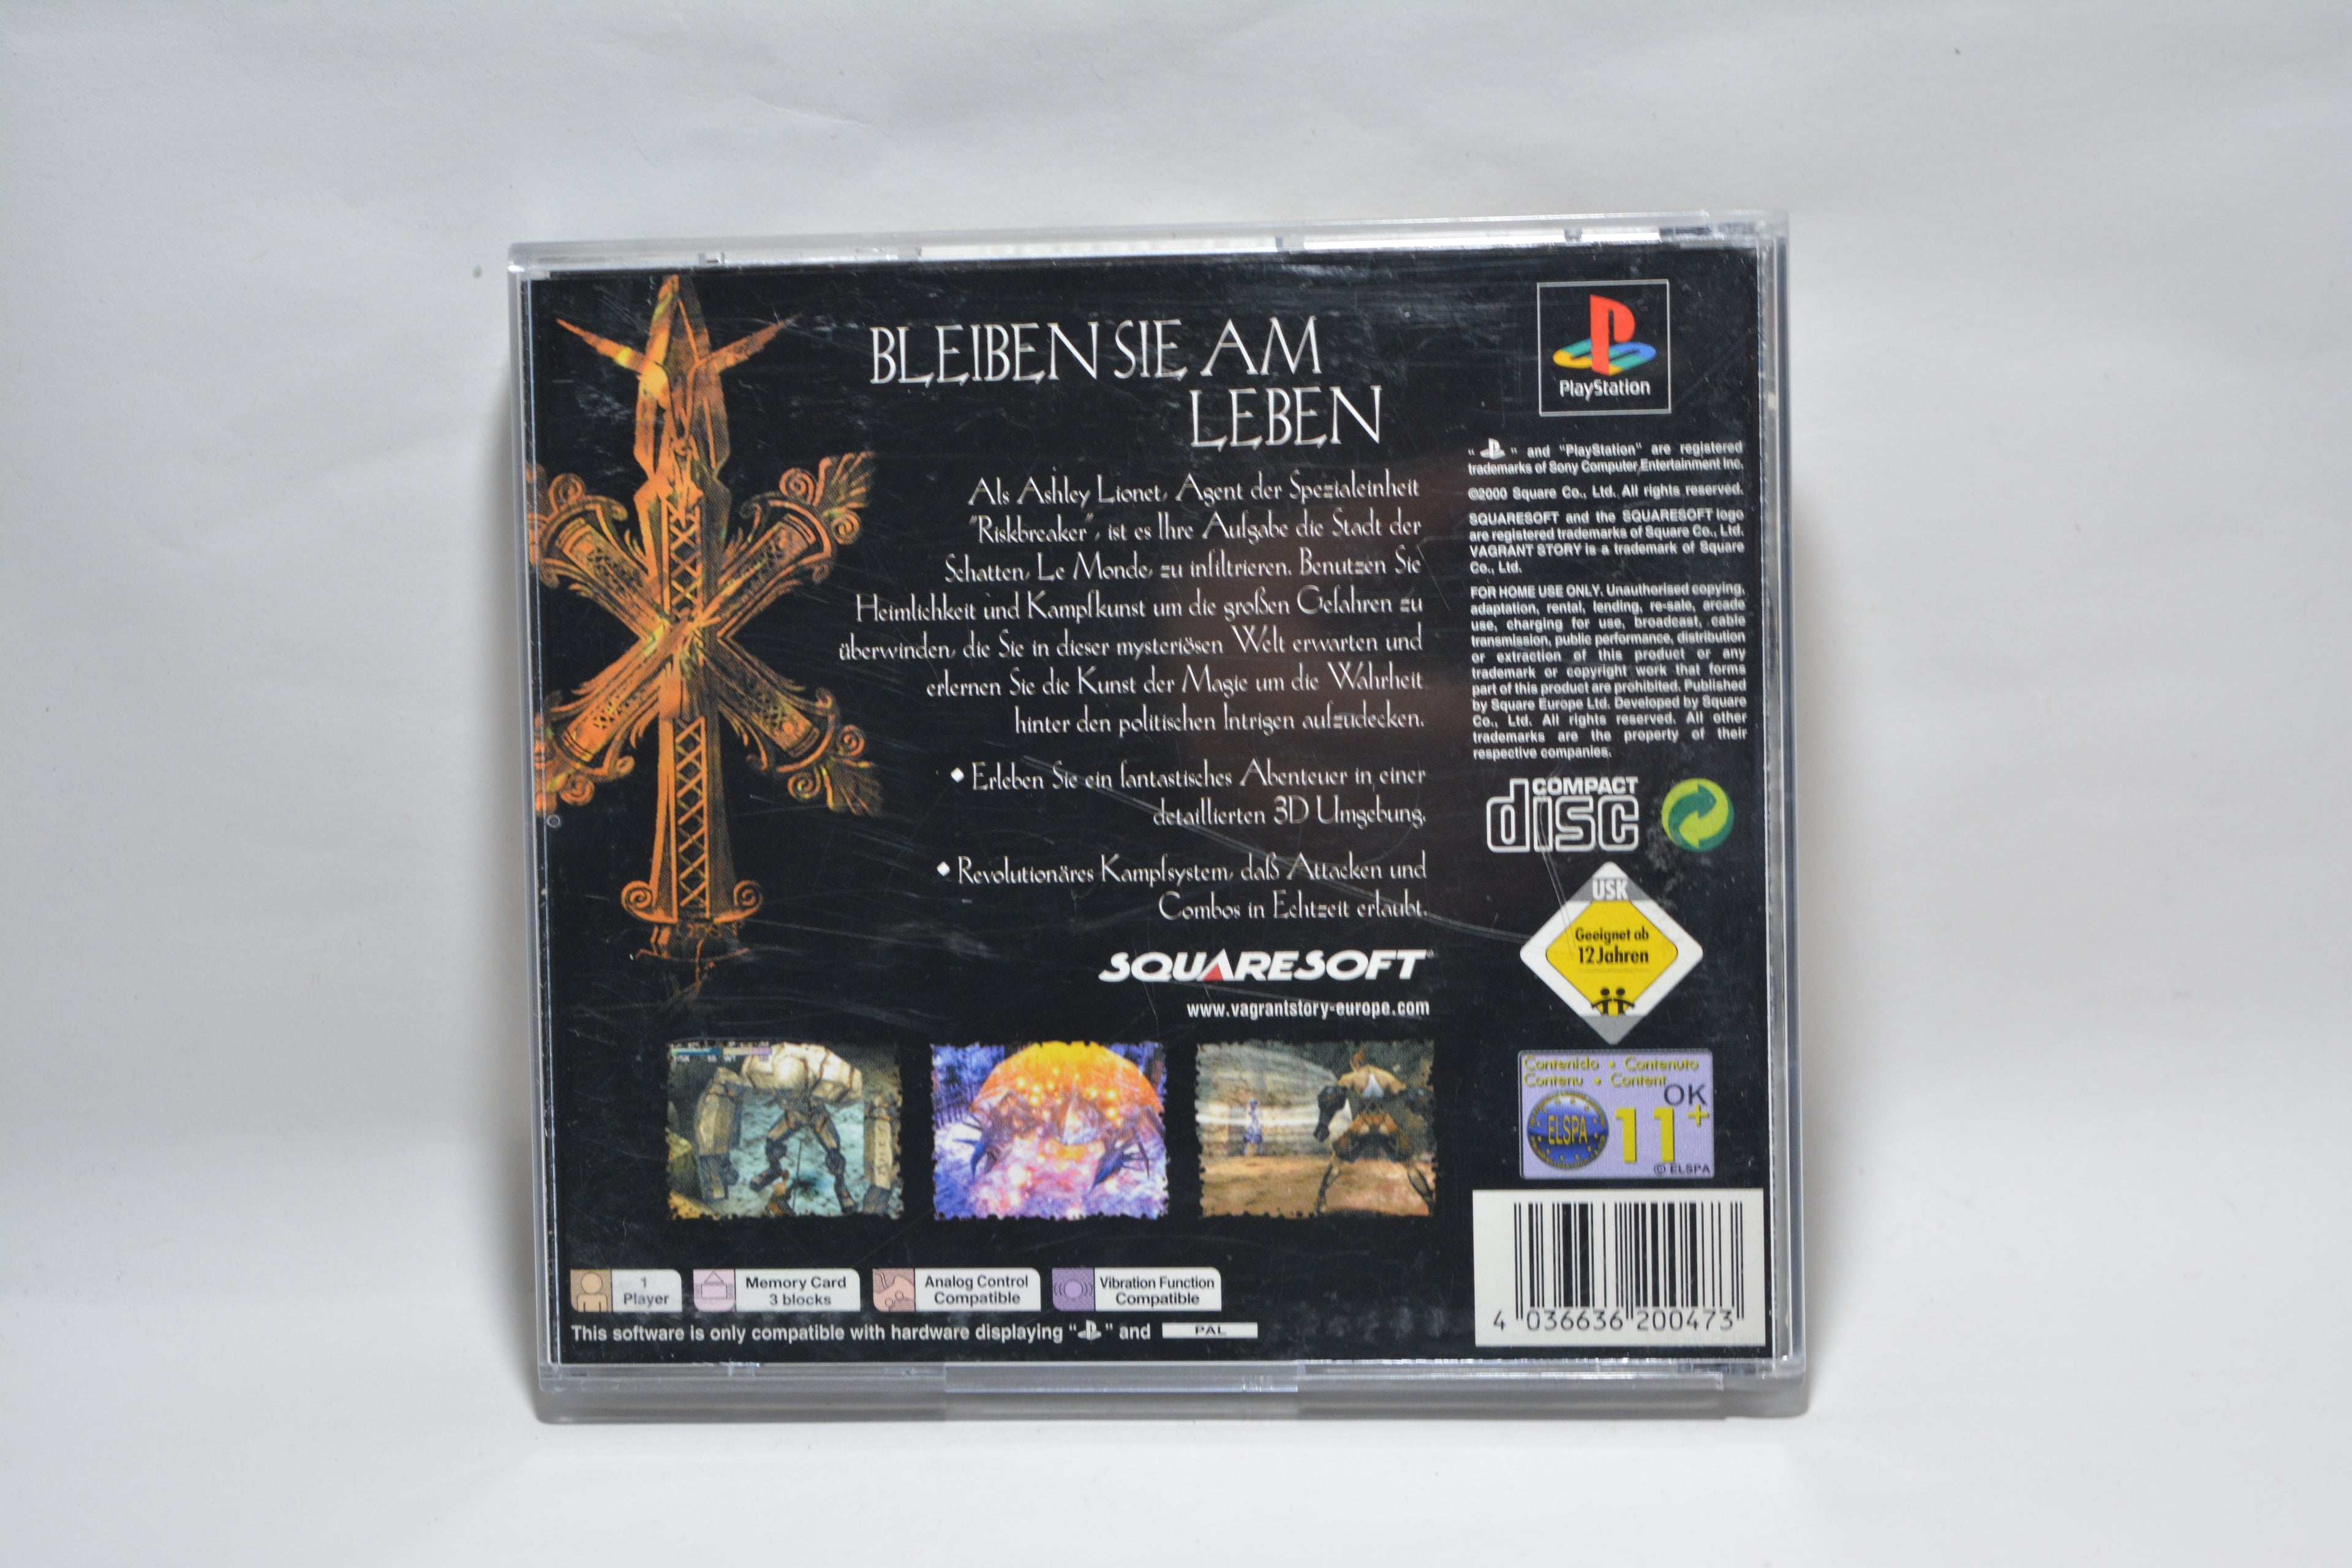 BLEIBEN SIE AM
LEBEN
Als Ashley Lionet, Agent der Spezialeinheit
"Riskbreaker", ist es Ihre Aufgabe die Stadt der
Schatten, Le Monde, zu infiltrieren. Benutzen Sie
Heimlichkeit und Kampfkunst um die großen Gefahren zu
überwinden, die Sie in dieser mysteriösen Welt erwarten und
erlernen Sie die Kunst der Magie um die Wahrheit
hinter den politischen Intrigen aufzudecken.
• Erleben Sie ein fantastisches Abenteuer in einer
detaillierten 3D Umgebung.
• Revolutionäres Kampfsystem, daß Attacken und
Combos in Echtzeit erlaubt.
SQUARESOFT
www.vagrantstory-europe.com
PlayStation
" " and "PlayStation" are registered
trademarks of Sony Computer Entertainment Inc.
©2000 Square Co., Ltd. All rights reserved.
SQUARESOFT and the SQUARESOFT logo
are registered trademarks of Square Co., Ltd.
VAGRANT STORY is a trademark of Square
Co., Ltd.
FOR HOME USE ONLY. Unauthorised copying,
adaptation, rental, lending, re-sale, arcade
use, charging for use, broadcast, cable
transmission, public performance, distribution
or extraction of this product or any
trademark or copyright work that forms
part of this product are prohibited. Published
by Square Europe Ltd. Developed by Square
Co., Ltd. All rights reserved. All other
trademarks are the property of their
respective companies.
COMPACT
disc
USK
Geeignet ab
12 Jahren
Contenido • Contenuto
Contenu • Content
OK
ELSPA
11+
© ELSPA
4 036636 200473
1
Player
Memory Card
3 blocks
Analog Control
Compatible
Vibration Function
Compatible
This software is only compatible with hardware displaying " " and PAL